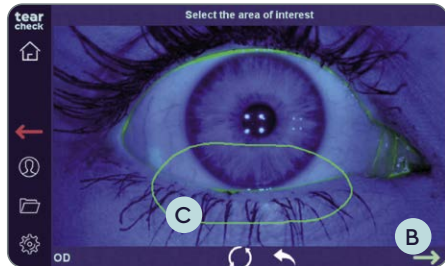 tear
check
Select the area of interest
C
B
OD